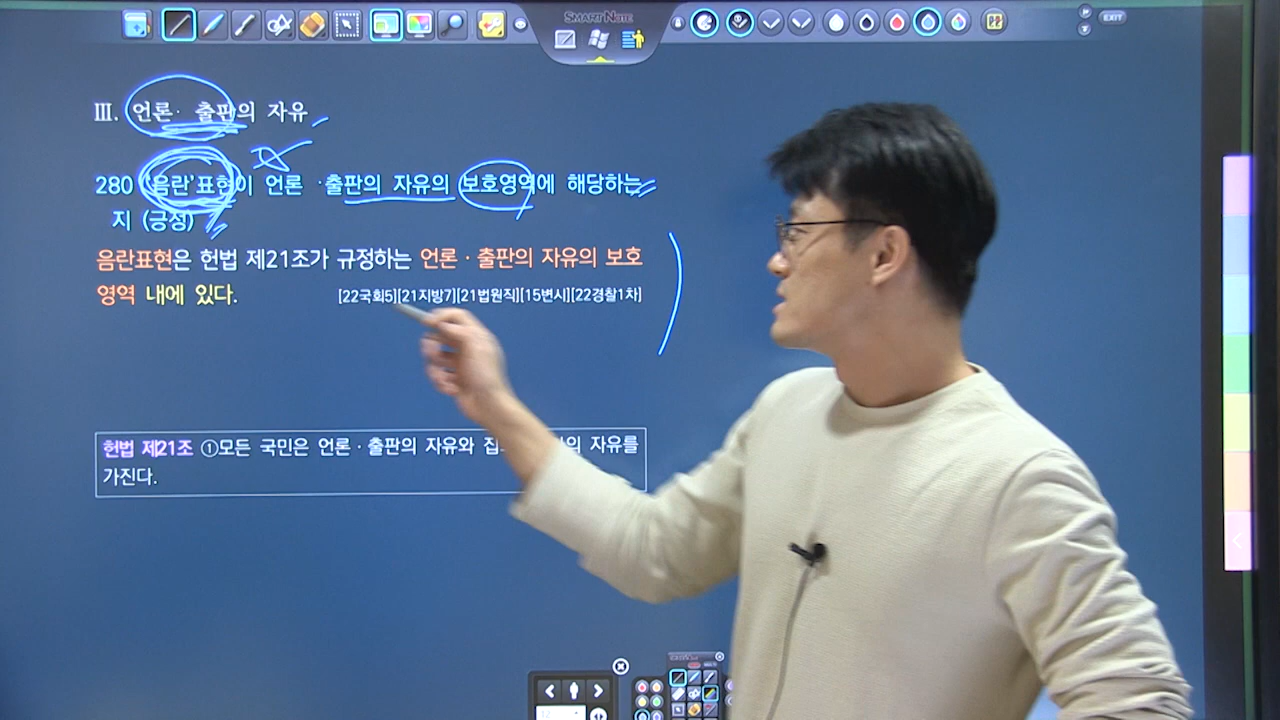 SMARTNOTE
EXIT
III. 언론· 출판의 자유
280 '음란'표현이 언론 ·출판의 자유의 보호영역에 해당하는
지 (긍정)
음란표현은 헌법 제21조가 규정하는 언론·출판의 자유의 보호
영역 내에 있다.
[22국회5][21지방7][21법원직][15변시][22경찰1차]
헌법 제21조 ①모든 국민은 언론·출판의 자유와 의 자유를
가진다.